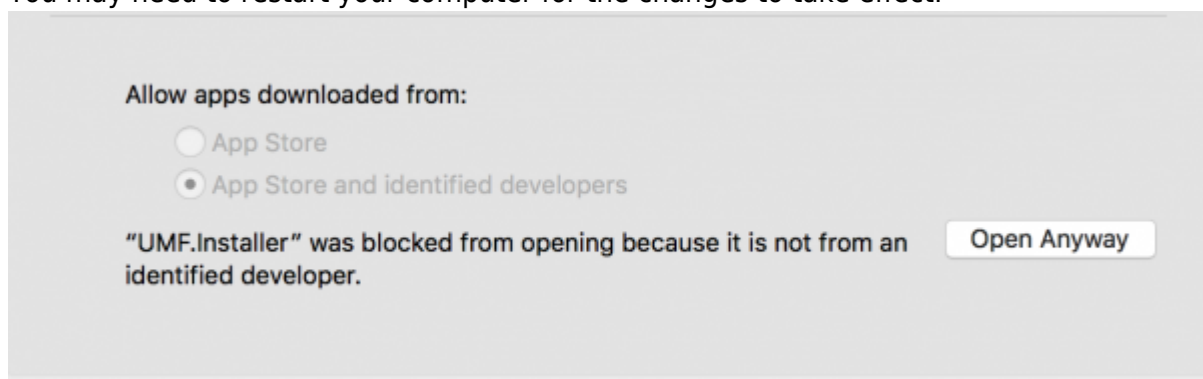 You may need to restart your computer for the changes to take effect.
Allow apps downloaded from:
App Store
App Store and identified developers
“UMF.Installer” was blocked from opening because it is not from an
identified developer.
Open Anyway